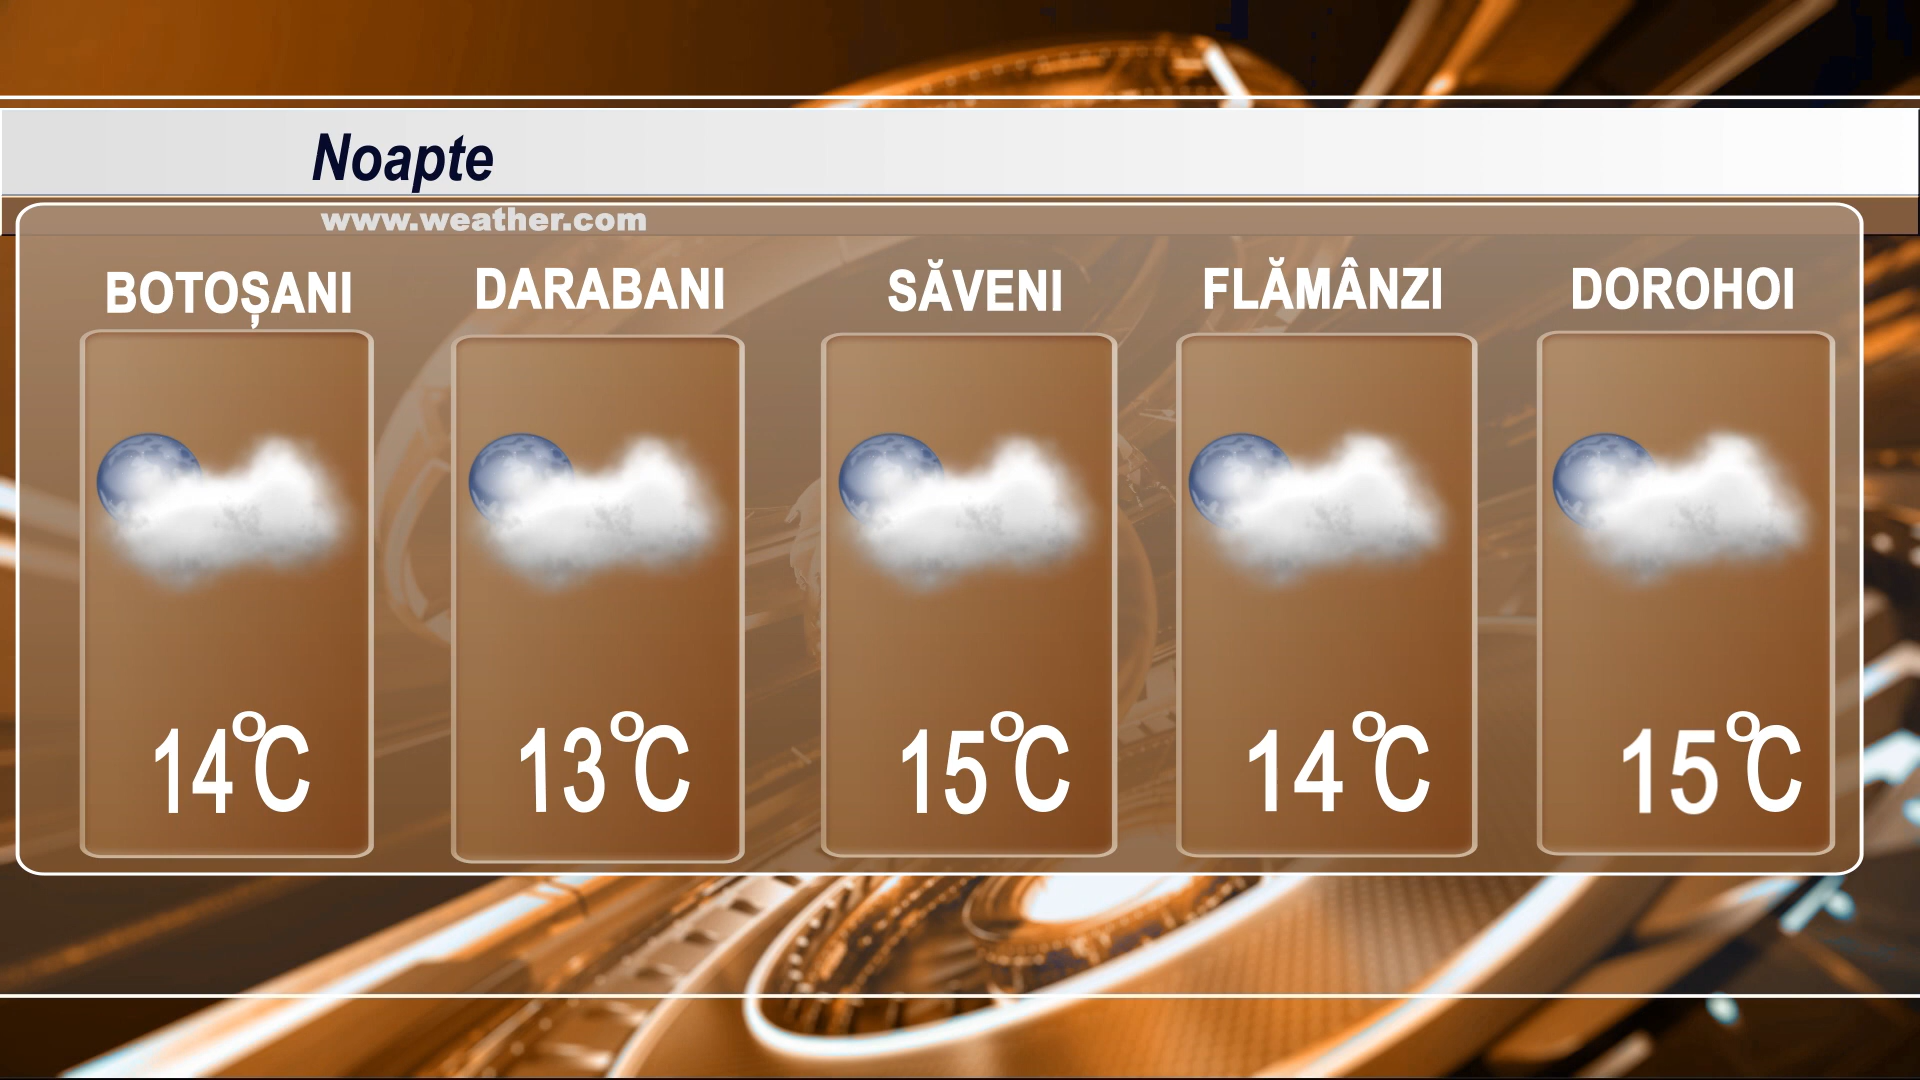 Noapte
www.weather.com
BOTOȘANI
DARABANI
SĂVENI
FLĂMÂNZI
DOROHOI
14°C
13°C
15°C
14°C
15°C